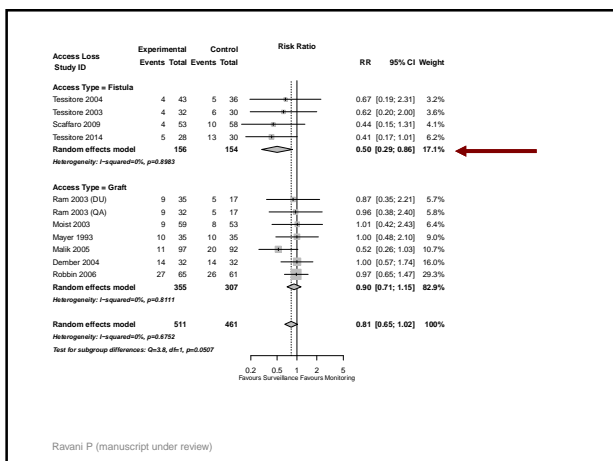 Risk Ratio
Experimental Control
Access Loss
Study ID Events Total Events Total RR 95% CI Weight
Access Type = Fistula
Tessitore 2004 4 43 5 36 0.67 [0.19; 2.31] 3.2%
Tessitore 2003 4 32 6 30 0.62 [0.20; 2.00] 3.6%
Scaffaro 2009 4 53 10 58 0.44 [0.15; 1.31] 4.1%
Tessitore 2014 5 28 13 30 0.41 [0.17; 1.01] 6.2%
Random effects model 156 154 0.50 [0.29; 0.86] 17.1%
Heterogeneity: I-squared=0%, p=0.8983
Access Type = Graft
Ram 2003 (DU) 9 35 5 17 0.87 [0.35; 2.21] 5.7%
Ram 2003 (QA) 9 32 5 17 0.96 [0.38; 2.40] 5.8%
Moist 2003 9 59 8 53 1.01 [0.42; 2.43] 6.4%
Mayer 1993 10 35 10 35 1.00 [0.48; 2.10] 9.0%
Malik 2005 11 97 20 92 0.52 [0.26; 1.03] 10.7%
Dember 2004 14 32 14 32 1.00 [0.57; 1.74] 16.0%
Robbin 2006 27 65 26 61 0.97 [0.65; 1.47] 29.3%
Random effects model 355 307 0.90 [0.71; 1.15] 82.9%
Heterogeneity: I-squared=0%, p=0.8111
Random effects model 511 461 0.81 [0.65; 1.02] 100%
Heterogeneity: I-squared=0%, p=0.6752
Test for subgroup differences: Q=3.8, df=1, p=0.0507
0.2 0.5 1 2 5
Favours Surveillance Favours Monitoring
Ravani P (manuscript under review)